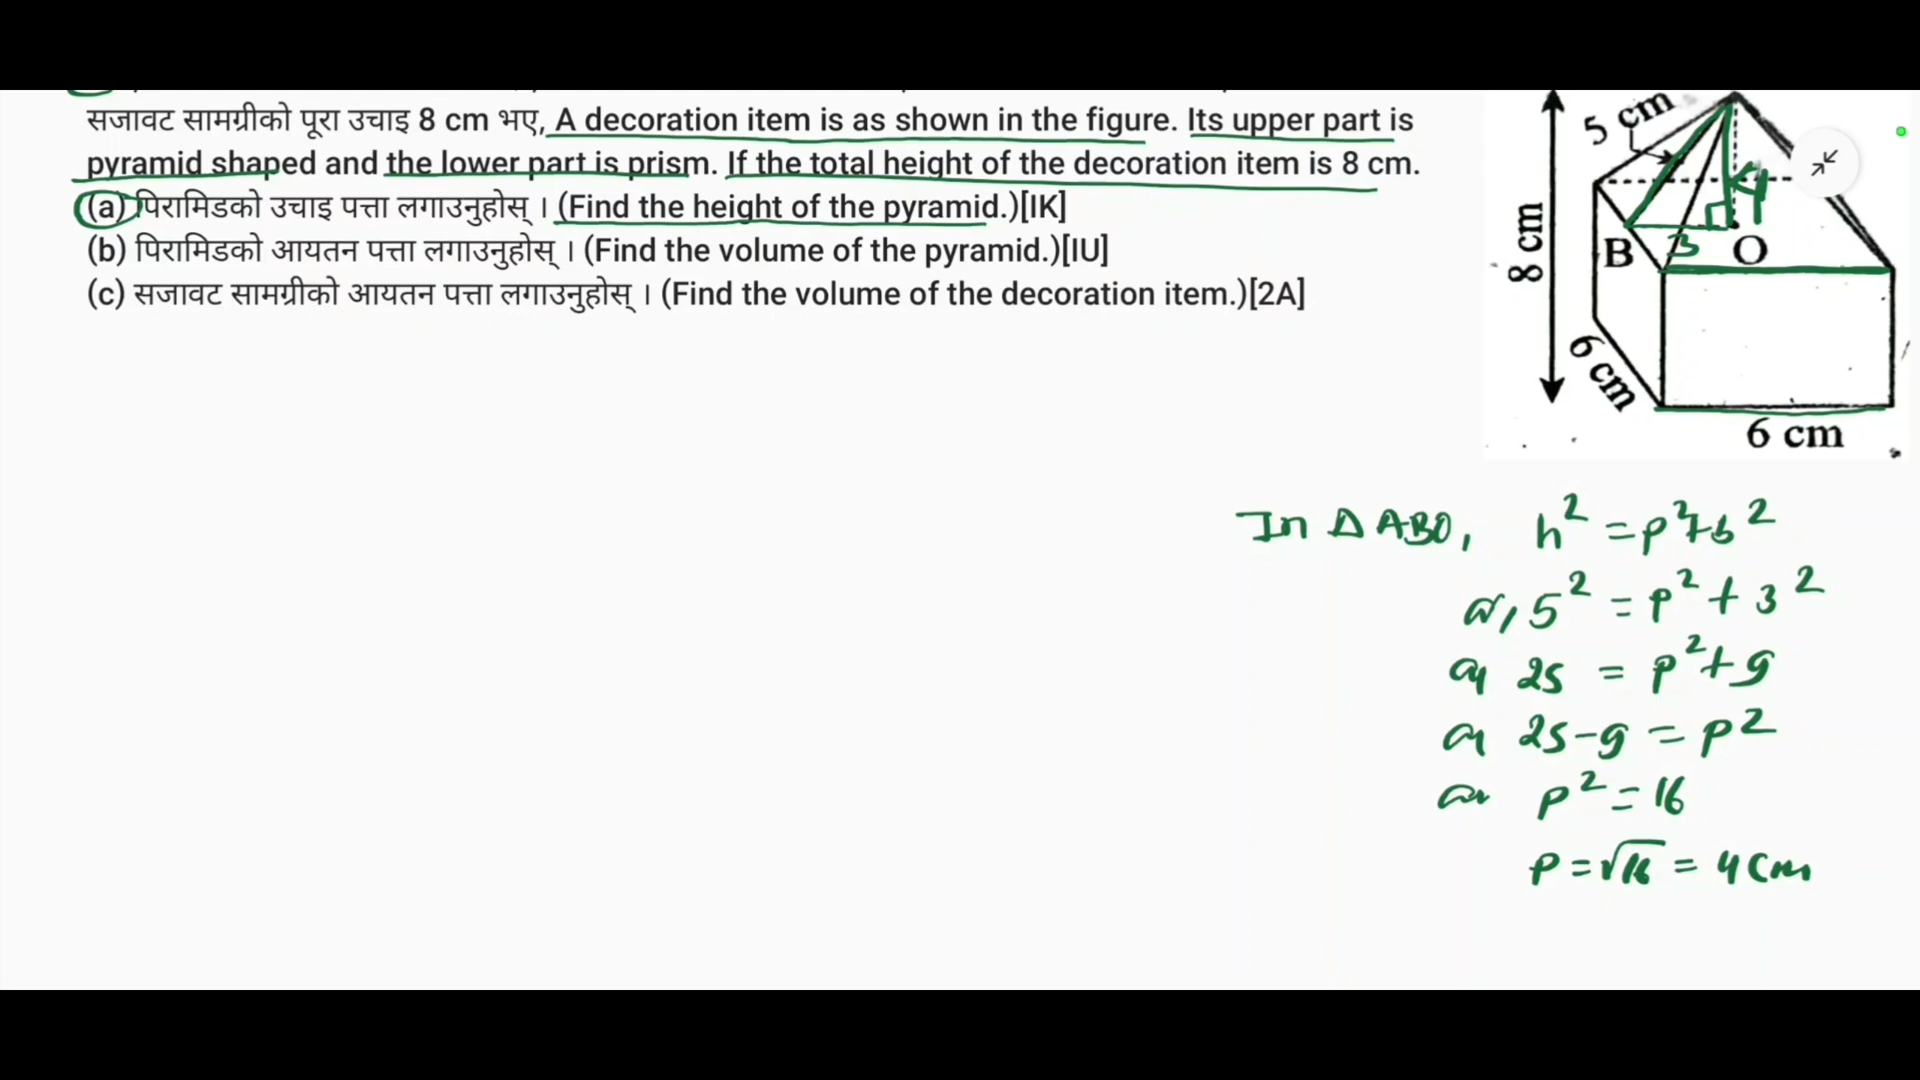 सजावट सामग्रीको पूरा उचाइ 8 cm भए, A decoration item is as shown in the figure. Its upper part is
pyramid shaped and the lower part is prism. If the total height of the decoration item is 8 cm.
(a) पिरामिडको उचाइ पत्ता लगाउनुहोस् । (Find the height of the pyramid.)[IK]
(b) पिरामिडको आयतन पत्ता लगाउनुहोस् । (Find the volume of the pyramid.)[IU]
(c) सजावट सामग्रीको आयतन पत्ता लगाउनुहोस् । (Find the volume of the decoration item.)[2A]
5 cm
4
8 cm
B 3 O
6 cm
6 cm
In Δ ABO, h² = p²+b²
5² = p² + 3²
25 = p²+9
25-9 = p²
p² = 16
p = √16 = 4cm